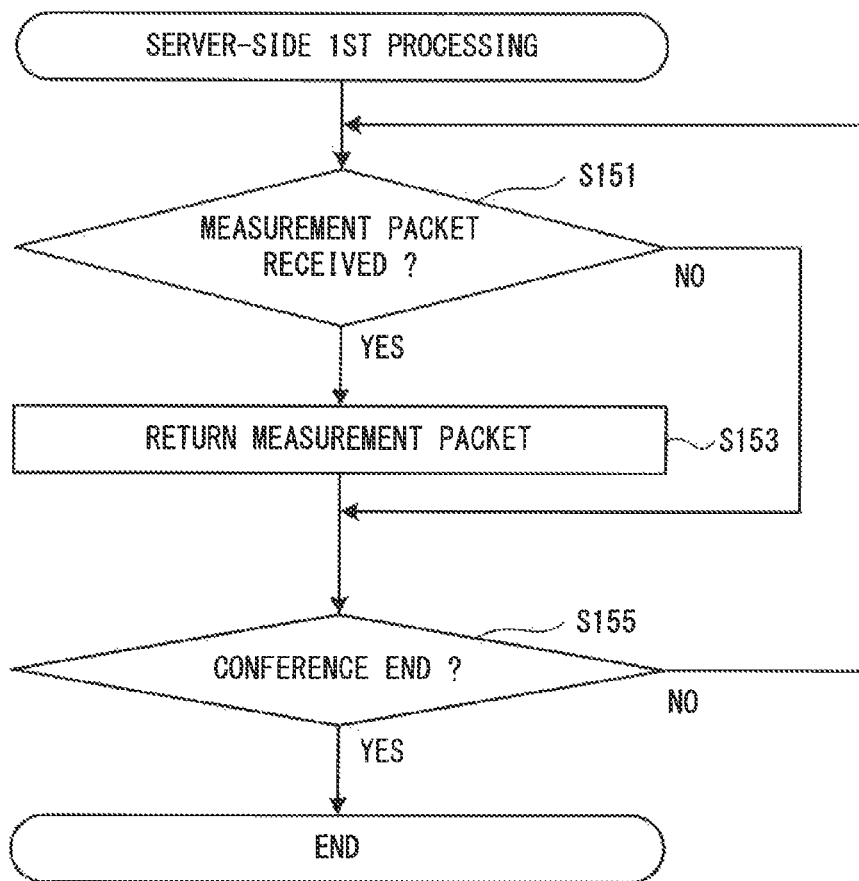 SERVER-SIDE 1ST PROCESSING
S151
MEASUREMENT PACKET
RECEIVED ?
NO
YES
RETURN MEASUREMENT PACKET
S153
S155
CONFERENCE END ?
NO
YES
END